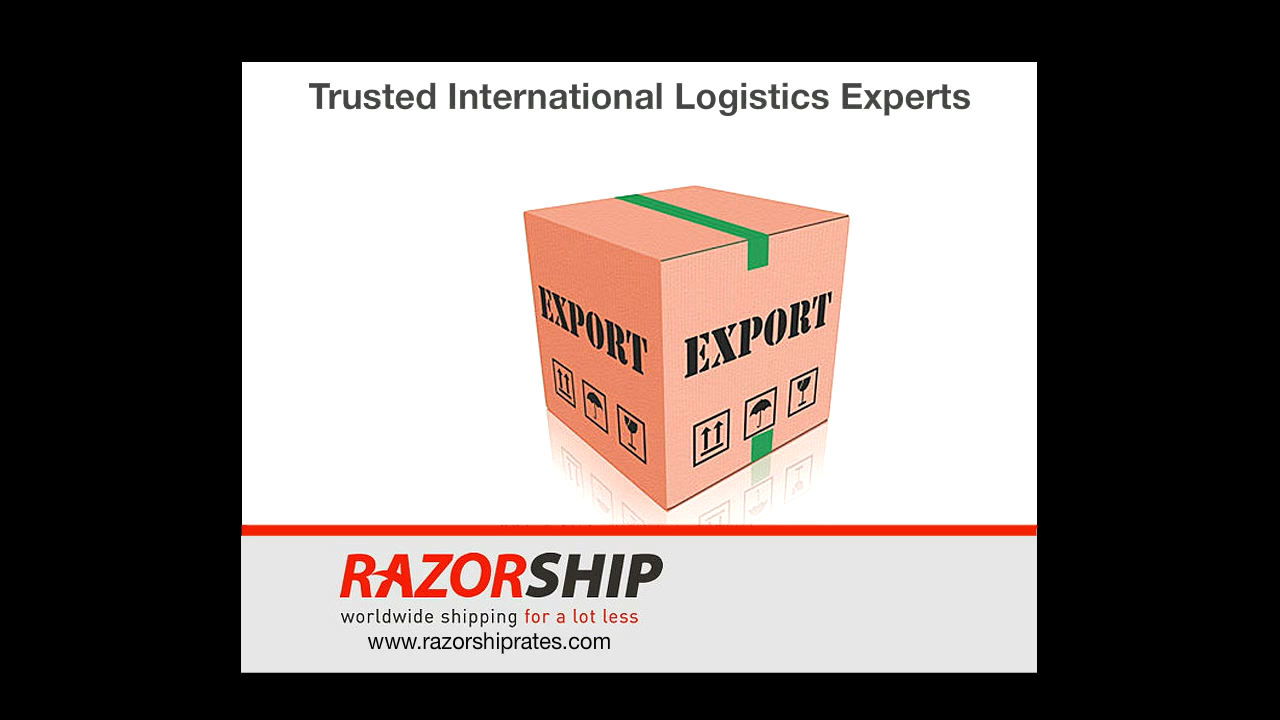 Trusted International Logistics Experts
EXPORT
EXPORT
RAZORSHIP
worldwide shipping for a lot less
www.razorshiprates.com